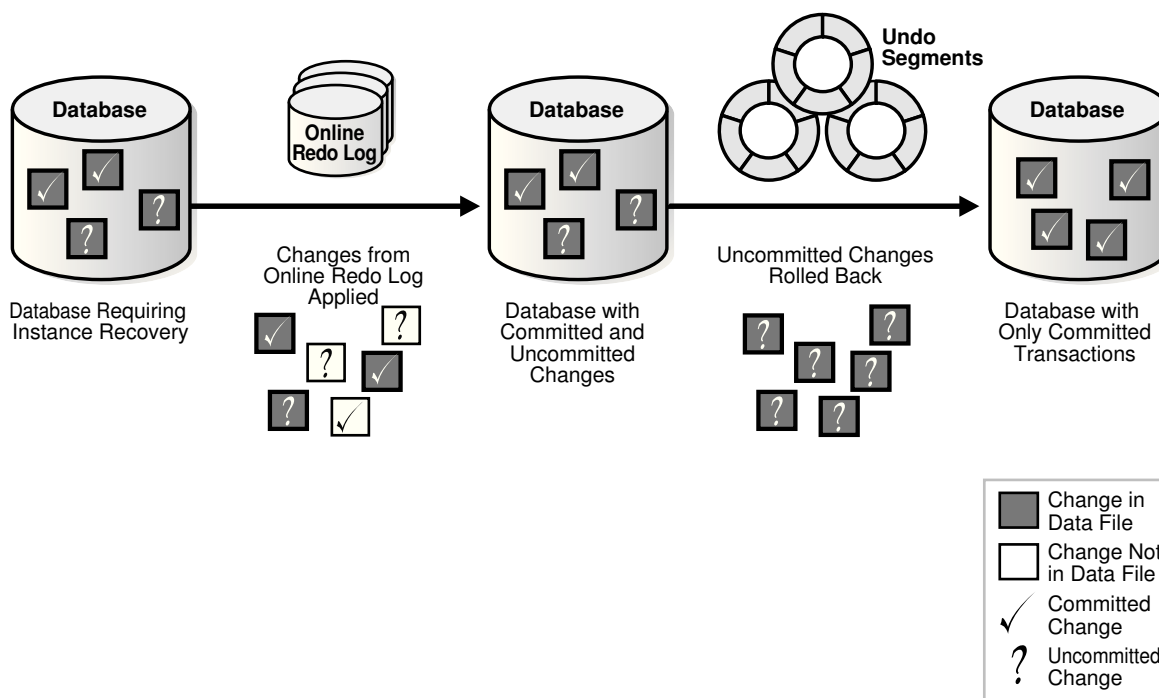 Undo
Segments
Database
Online
Redo Log
Database
Database
Changes from
Online Redo Log
Applied
Uncommitted Changes
Rolled Back
Database Requiring
Instance Recovery
Database with
Committed and
Uncommitted
Changes
Database with
Only Committed
Transactions
Change in
Data File
Change Not
in Data File
Committed
Change
Uncommitted
Change